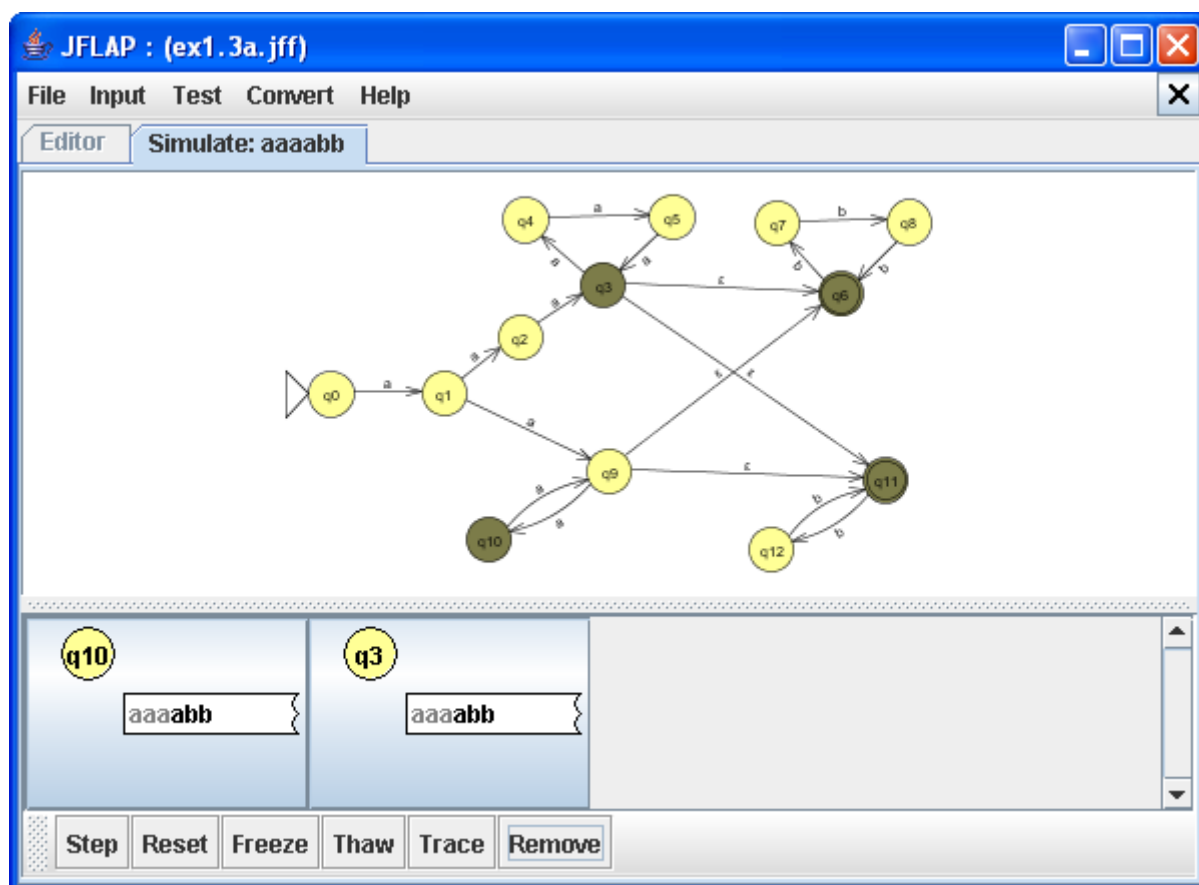 JFLAP : (ex1.3a.jff)
File Input Test Convert Help
Editor Simulate: aaaabb
q4 a q5 q7 b q8
a a b b
q3 ε q6
a
q2
a
ε ε
q0 a q1
a
q9 ε q11
a a
q10
b b
q12
q10 q3
aaaabb aaaabb
Step Reset Freeze Thaw Trace Remove